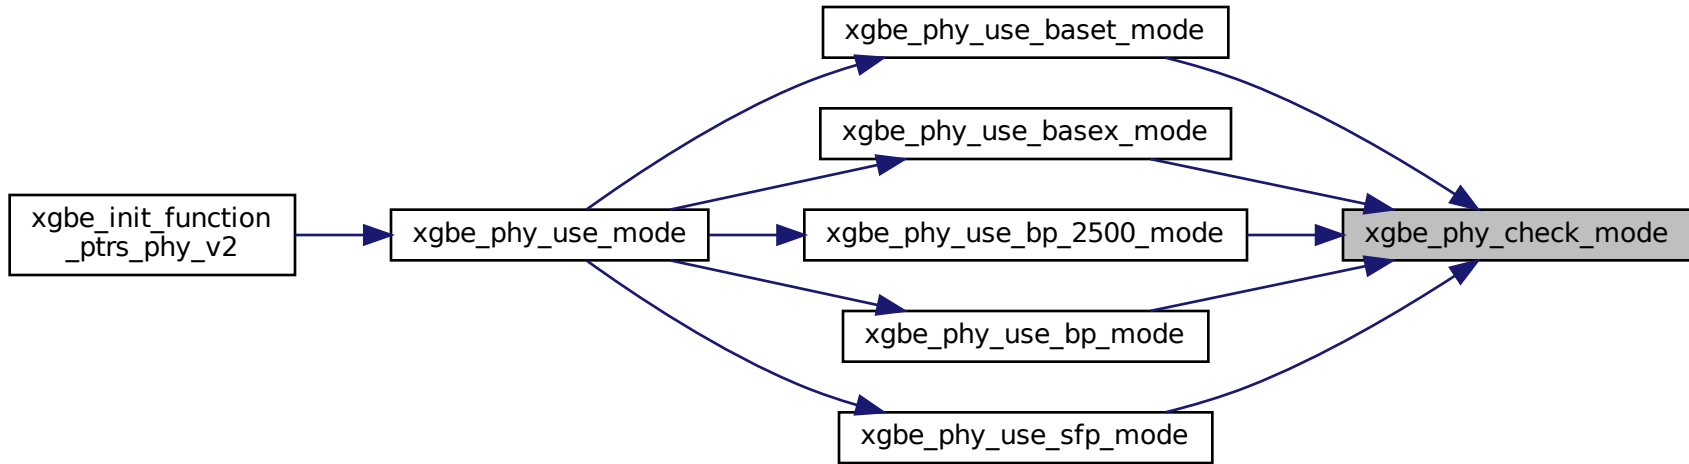 xgbe_phy_use_baset_mode
xgbe_phy_use_basex_mode
xgbe_init_function
_ptrs_phy_v2
xgbe_phy_use_mode
xgbe_phy_use_bp_2500_mode
xgbe_phy_check_mode
xgbe_phy_use_bp_mode
xgbe_phy_use_sfp_mode